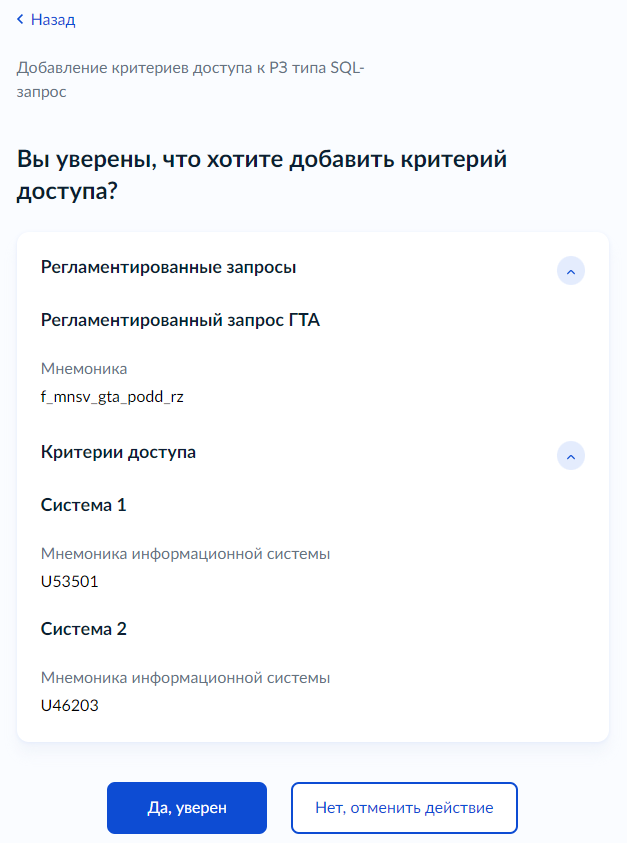 Назад
Добавление критериев доступа к РЗ типа SQL-
запрос
Вы уверены, что хотите добавить критерий
доступа?
Регламентированные запросы
Регламентированный запрос ГТА
Мнемоника
f_mnsv_gta_podd_rz
Критерии доступа
Система 1
Мнемоника информационной системы
U53501
Система 2
Мнемоника информационной системы
U46203
Да, уверен
Нет, отменить действие